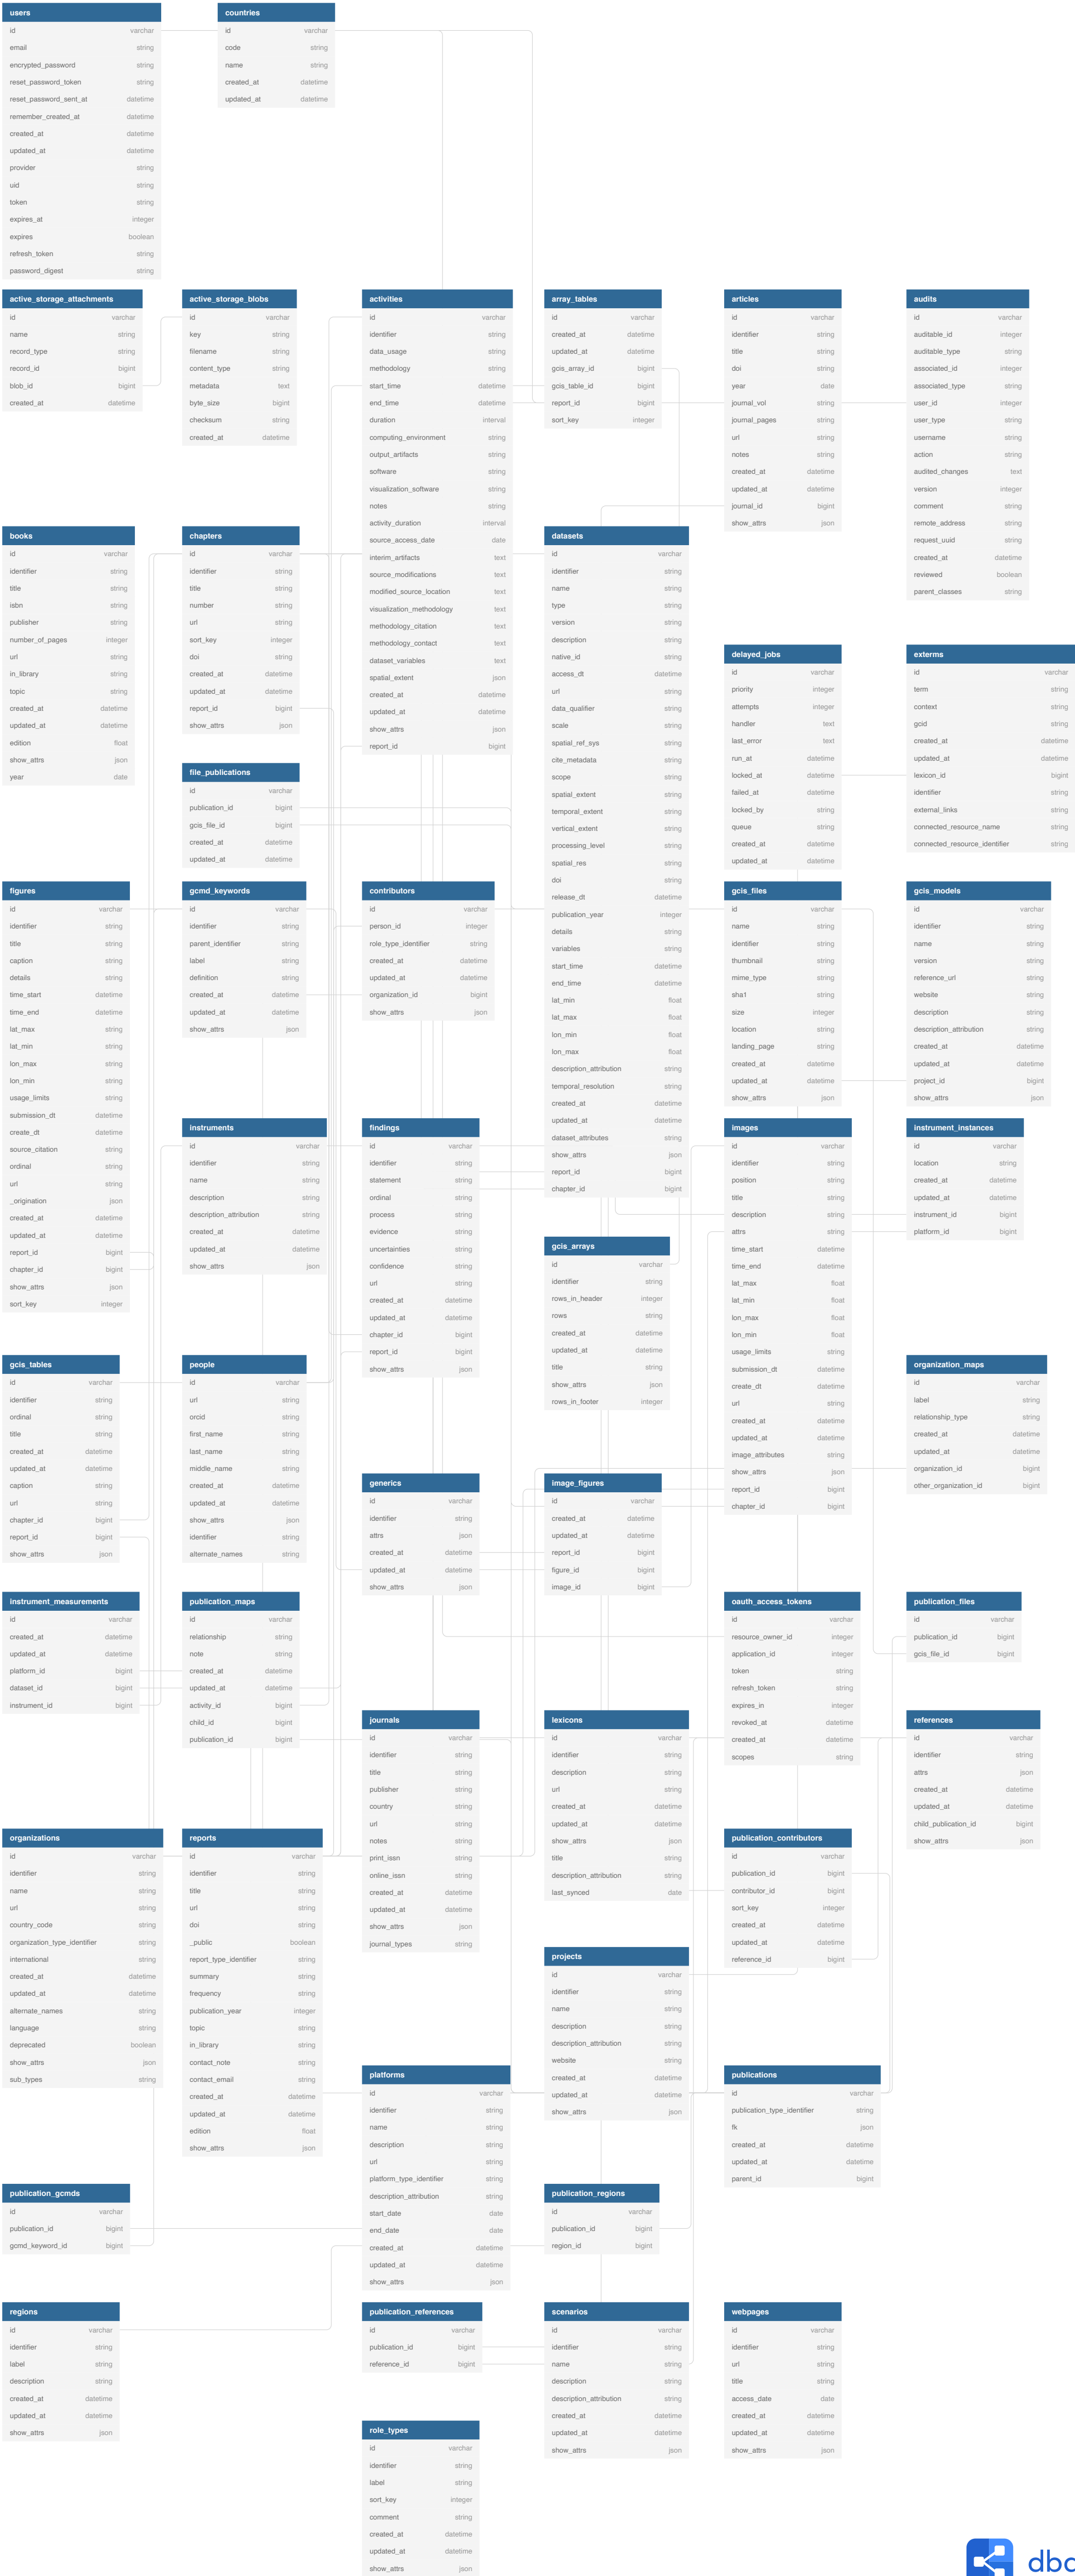 users
id varchar
email string
encrypted_password string
reset_password_token string
reset_password_sent_at datetime
remember_created_at datetime
created_at datetime
updated_at datetime
provider string
uid string
token string
expires_at integer
expires boolean
refresh_token string
password_digest string
countries
id varchar
code string
name string
created_at datetime
updated_at datetime
active_storage_attachments
id varchar
name string
record_type string
record_id bigint
blob_id bigint
created_at datetime
active_storage_blobs
id varchar
key string
filename string
content_type string
metadata text
byte_size bigint
checksum string
created_at datetime
activities
id varchar
identifier string
data_usage string
methodology string
start_time datetime
end_time datetime
duration interval
computing_environment string
output_artifacts string
software string
visualization_software string
notes string
activity_duration interval
source_access_date date
interim_artifacts text
source_modifications text
modified_source_location text
visualization_methodology text
methodology_citation text
methodology_contact text
dataset_variables text
spatial_extent json
created_at datetime
updated_at datetime
show_attrs json
report_id bigint
array_tables
id varchar
created_at datetime
updated_at datetime
gcis_array_id bigint
gcis_table_id bigint
report_id bigint
sort_key integer
articles
id varchar
identifier string
title string
doi string
year date
journal_vol string
journal_pages string
url string
notes string
created_at datetime
updated_at datetime
journal_id bigint
show_attrs json
audits
id varchar
auditable_id integer
auditable_type string
associated_id integer
associated_type string
user_id integer
user_type string
username string
action string
audited_changes text
version integer
comment string
remote_address string
request_uuid string
created_at datetime
reviewed boolean
parent_classes string
books
id varchar
identifier string
title string
isbn string
publisher string
number_of_pages integer
url string
in_library string
topic string
created_at datetime
updated_at datetime
edition float
show_attrs json
year date
chapters
id varchar
identifier string
title string
number string
url string
sort_key integer
doi string
created_at datetime
updated_at datetime
report_id bigint
show_attrs json
datasets
id varchar
identifier string
name string
type string
version string
description string
native_id string
access_dt datetime
url string
data_qualifier string
scale string
spatial_ref_sys string
cite_metadata string
scope string
spatial_extent string
temporal_extent string
vertical_extent string
processing_level string
spatial_res string
doi string
release_dt datetime
publication_year integer
details string
variables string
start_time datetime
end_time datetime
lat_min float
lat_max float
lon_min float
lon_max float
description_attribution string
temporal_resolution string
created_at datetime
updated_at datetime
dataset_attributes string
show_attrs json
report_id bigint
chapter_id bigint
delayed_jobs
id varchar
priority integer
attempts integer
handler text
last_error text
run_at datetime
locked_at datetime
failed_at datetime
locked_by string
queue string
created_at datetime
updated_at datetime
exterms
id varchar
term string
context string
gcid string
created_at datetime
updated_at datetime
lexicon_id bigint
identifier string
external_links string
connected_resource_name string
connected_resource_identifier string
file_publications
id varchar
publication_id bigint
gcis_file_id bigint
created_at datetime
updated_at datetime
figures
id varchar
identifier string
title string
caption string
details string
time_start datetime
time_end datetime
lat_max string
lat_min string
lon_max string
lon_min string
usage_limits string
submission_dt datetime
create_dt datetime
source_citation string
ordinal string
url string
_origination json
created_at datetime
updated_at datetime
report_id bigint
chapter_id bigint
show_attrs json
sort_key integer
gcmd_keywords
id varchar
identifier string
parent_identifier string
label string
definition string
created_at datetime
updated_at datetime
show_attrs json
contributors
id varchar
person_id integer
role_type_identifier string
created_at datetime
updated_at datetime
organization_id bigint
show_attrs json
gcis_files
id varchar
name string
identifier string
thumbnail string
mime_type string
sha1 string
size integer
location string
landing_page string
created_at datetime
updated_at datetime
show_attrs json
gcis_models
id varchar
identifier string
name string
version string
reference_url string
website string
description string
description_attribution string
created_at datetime
updated_at datetime
project_id bigint
show_attrs json
instruments
id varchar
identifier string
name string
description string
description_attribution string
created_at datetime
updated_at datetime
show_attrs json
findings
id varchar
identifier string
statement string
ordinal string
process string
evidence string
uncertainties string
confidence string
url string
created_at datetime
updated_at datetime
chapter_id bigint
report_id bigint
show_attrs json
images
id varchar
identifier string
position string
title string
description string
attrs string
time_start datetime
time_end datetime
lat_max float
lat_min float
lon_max float
lon_min float
usage_limits string
submission_dt datetime
create_dt datetime
url string
created_at datetime
updated_at datetime
image_attributes string
show_attrs json
report_id bigint
chapter_id bigint
instrument_instances
id varchar
location string
created_at datetime
updated_at datetime
instrument_id bigint
platform_id bigint
gcis_arrays
id varchar
identifier string
rows_in_header integer
rows string
created_at datetime
updated_at datetime
title string
show_attrs json
rows_in_footer integer
gcis_tables
id varchar
identifier string
ordinal string
title string
created_at datetime
updated_at datetime
caption string
url string
chapter_id bigint
report_id bigint
show_attrs json
people
id varchar
url string
orcid string
first_name string
last_name string
middle_name string
created_at datetime
updated_at datetime
show_attrs json
identifier string
alternate_names string
organization_maps
id varchar
label string
relationship_type string
created_at datetime
updated_at datetime
organization_id bigint
other_organization_id bigint
generics
id varchar
identifier string
attrs json
created_at datetime
updated_at datetime
show_attrs json
image_figures
id varchar
created_at datetime
updated_at datetime
report_id bigint
figure_id bigint
image_id bigint
instrument_measurements
id varchar
created_at datetime
updated_at datetime
platform_id bigint
dataset_id bigint
instrument_id bigint
publication_maps
id varchar
relationship string
note string
created_at datetime
updated_at datetime
activity_id bigint
child_id bigint
publication_id bigint
oauth_access_tokens
id varchar
resource_owner_id integer
application_id integer
token string
refresh_token string
expires_in integer
revoked_at datetime
created_at datetime
scopes string
publication_files
id varchar
publication_id bigint
gcis_file_id bigint
journals
id varchar
identifier string
title string
publisher string
country string
url string
notes string
print_issn string
online_issn string
created_at datetime
updated_at datetime
show_attrs json
journal_types string
lexicons
id varchar
identifier string
description string
url string
created_at datetime
updated_at datetime
show_attrs json
title string
description_attribution string
last_synced date
references
id varchar
identifier string
attrs json
created_at datetime
updated_at datetime
child_publication_id bigint
show_attrs json
organizations
id varchar
identifier string
name string
url string
country_code string
organization_type_identifier string
international string
created_at datetime
updated_at datetime
alternate_names string
language string
deprecated boolean
show_attrs json
sub_types string
reports
id varchar
identifier string
title string
url string
doi string
_public boolean
report_type_identifier string
summary string
frequency string
publication_year integer
topic string
in_library string
contact_note string
contact_email string
created_at datetime
updated_at datetime
edition float
show_attrs json
publication_contributors
id varchar
publication_id bigint
contributor_id bigint
sort_key integer
created_at datetime
updated_at datetime
reference_id bigint
projects
id varchar
identifier string
name string
description string
description_attribution string
website string
created_at datetime
updated_at datetime
show_attrs json
platforms
id varchar
identifier string
name string
description string
url string
platform_type_identifier string
description_attribution string
start_date date
end_date date
created_at datetime
updated_at datetime
show_attrs json
publications
id varchar
publication_type_identifier string
fk json
created_at datetime
updated_at datetime
parent_id bigint
publication_gcmds
id varchar
publication_id bigint
gcmd_keyword_id bigint
publication_regions
id varchar
publication_id bigint
region_id bigint
regions
id varchar
identifier string
label string
description string
created_at datetime
updated_at datetime
show_attrs json
publication_references
id varchar
publication_id bigint
reference_id bigint
scenarios
id varchar
identifier string
name string
description string
description_attribution string
created_at datetime
updated_at datetime
show_attrs json
webpages
id varchar
identifier string
url string
title string
access_date date
created_at datetime
updated_at datetime
show_attrs json
role_types
id varchar
identifier string
label string
sort_key integer
comment string
created_at datetime
updated_at datetime
show_attrs json